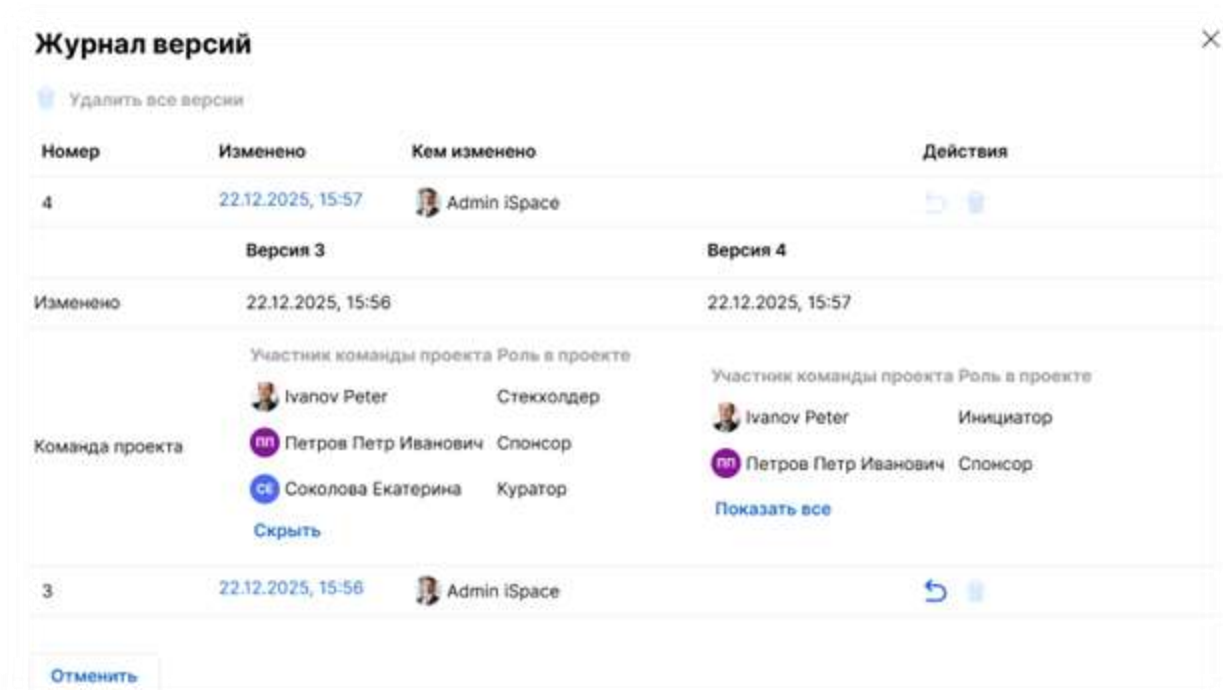 Журнал версий
Удалить все версии
Номер Изменено Кем изменено Действия
4 22.12.2025, 15:57 Admin iSpace
Версия 3 Версия 4
Изменено 22.12.2025, 15:56 22.12.2025, 15:57
Команда проекта
Участник команды проекта Роль в проекте
Ivanov Peter Стекхолдер
ПП Петров Петр Иванович Спонсор
СЕ Соколова Екатерина Куратор
Скрыть
Участник команды проекта Роль в проекте
Ivanov Peter Инициатор
ПП Петров Петр Иванович Спонсор
Показать все
3 22.12.2025, 15:56 Admin iSpace
Отменить